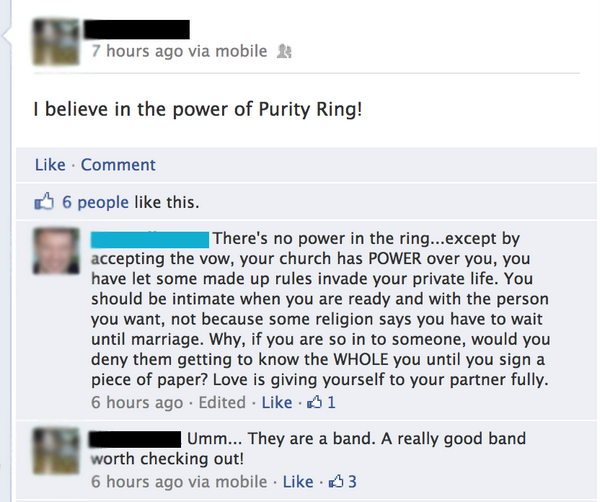 7 hours ago via mobile
I believe in the power of Purity Ring!
Like · Comment
6 people like this.
There's no power in the ring...except by
accepting the vow, your church has POWER over you, you
have let some made up rules invade your private life. You
should be intimate when you are ready and with the person
you want, not because some religion says you have to wait
until marriage. Why, if you are so in to someone, would you
deny them getting to know the WHOLE you until you sign a
piece of paper? Love is giving yourself to your partner fully.
6 hours ago · Edited · Like · 1
Umm... They are a band. A really good band
worth checking out!
6 hours ago via mobile · Like · 3